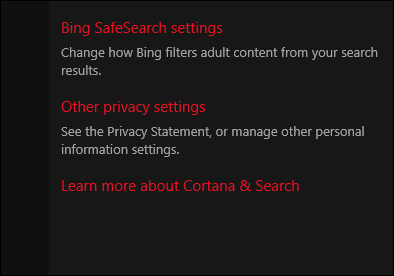 Bing SafeSearch settings
Change how Bing filters adult content from your search
results.
Other privacy settings
See the Privacy Statement, or manage other personal
information settings.
Learn more about Cortana & Search